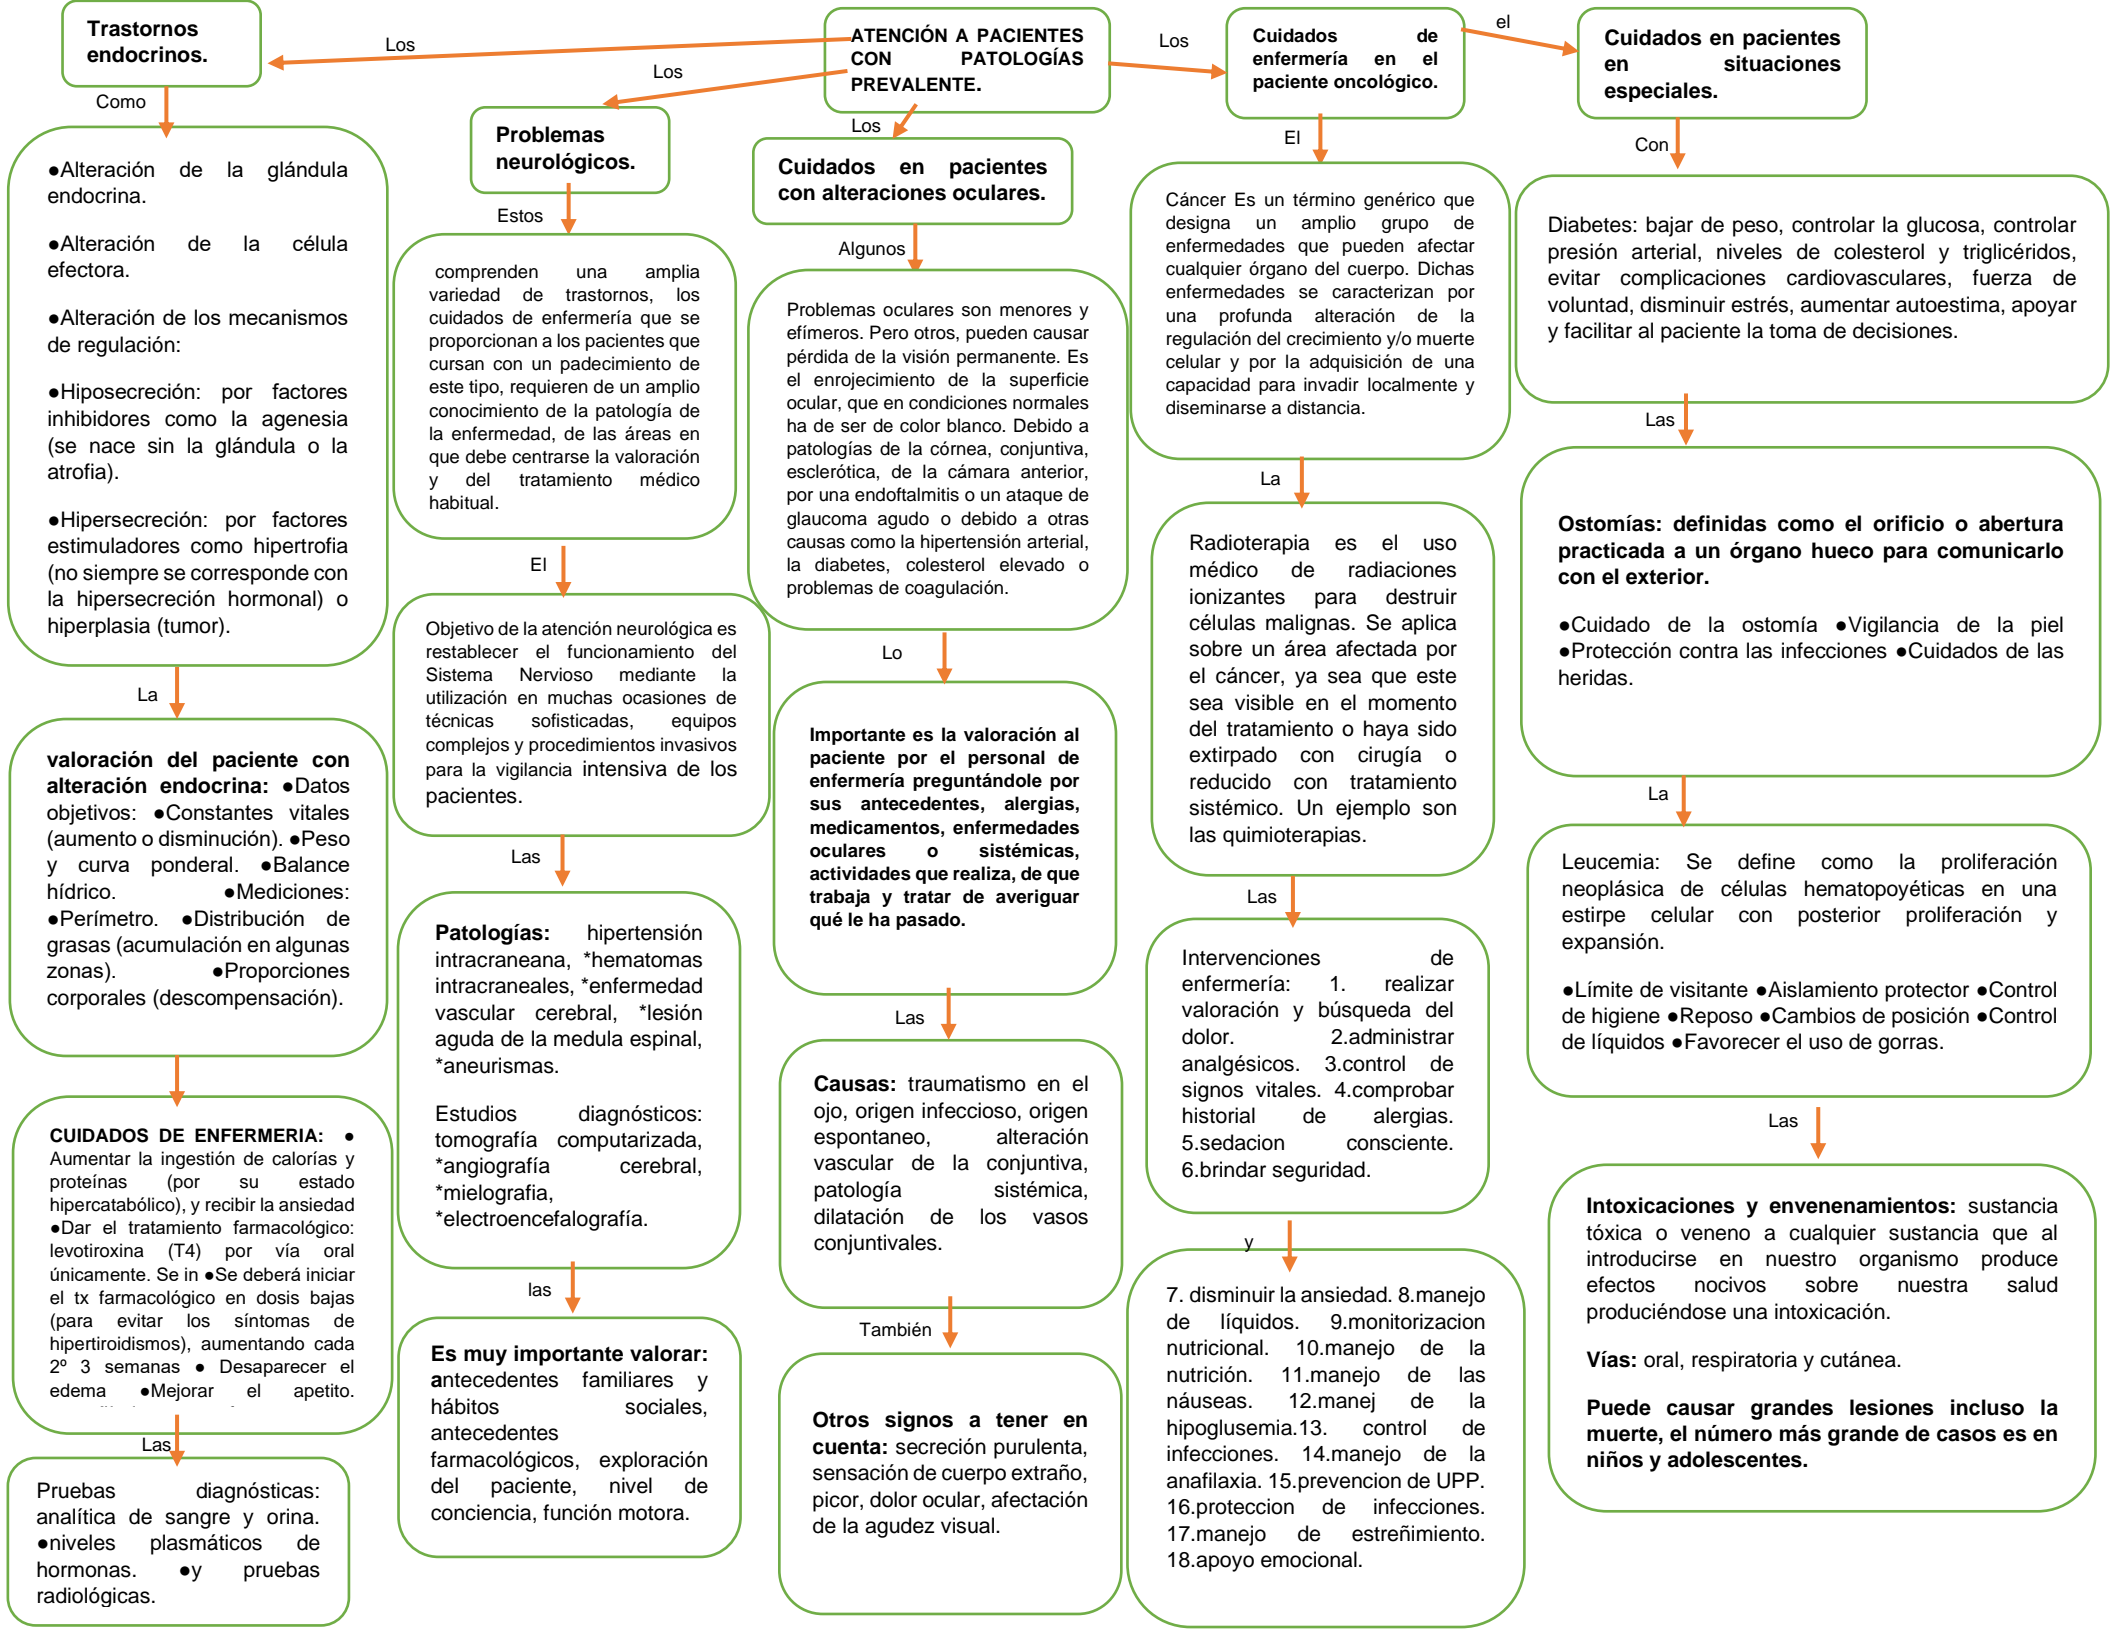 ATENCIÓN A PACIENTES
CON PATOLOGÍAS
PREVALENTE.
Los
Trastornos
endocrinos.
Como
●Alteración de la glándula
endocrina.
●Alteración de la célula
efectora.
●Alteración de los mecanismos
de regulación:
●Hiposecreción: por factores
inhibidores como la agenesia
(se nace sin la glándula o la
atrofia).
●Hipersecreción: por factores
estimuladores como hipertrofia
(no siempre se corresponde con
la hipersecreción hormonal) o
hiperplasia (tumor).
La
valoración del paciente con
alteración endocrina: ●Datos
objetivos: ●Constantes vitales
(aumento o disminución). ●Peso
y curva ponderal. ●Balance
hídrico. ●Mediciones:
●Perímetro. ●Distribución de
grasas (acumulación en algunas
zonas). ●Proporciones
corporales (descompensación).
CUIDADOS DE ENFERMERIA: ●
Aumentar la ingestión de calorías y
proteínas (por su estado
hipercatabólico), y recibir la ansiedad
●Dar el tratamiento farmacológico:
levotiroxina (T4) por vía oral
únicamente. Se in ●Se deberá iniciar
el tx farmacológico en dosis bajas
(para evitar los síntomas de
hipertiroidismos), aumentando cada
2º 3 semanas ● Desaparecer el
edema ●Mejorar el apetito.
Las
Pruebas diagnósticas:
analítica de sangre y orina.
●niveles plasmáticos de
hormonas. ●y pruebas
radiológicas.
Los
Problemas
neurológicos.
Estos
comprenden una amplia
variedad de trastornos, los
cuidados de enfermería que se
proporcionan a los pacientes que
cursan con un padecimiento de
este tipo, requieren de un amplio
conocimiento de la patología de
la enfermedad, de las áreas en
que debe centrarse la valoración
y del tratamiento médico
habitual.
El
Objetivo de la atención neurológica es
restablecer el funcionamiento del
Sistema Nervioso mediante la
utilización en muchas ocasiones de
técnicas sofisticadas, equipos
complejos y procedimientos invasivos
para la vigilancia intensiva de los
pacientes.
Las
Patologías: hipertensión
intracraneana, *hematomas
intracraneales, *enfermedad
vascular cerebral, *lesión
aguda de la medula espinal,
*aneurismas.
Estudios diagnósticos:
tomografía computarizada,
*angiografía cerebral,
*mielografia,
*electroencefalografía.
las
Es muy importante valorar:
antecedentes familiares y
hábitos sociales,
antecedentes
farmacológicos, exploración
del paciente, nivel de
conciencia, función motora.
Los
Cuidados en pacientes
con alteraciones oculares.
Algunos
Problemas oculares son menores y
efímeros. Pero otros, pueden causar
pérdida de la visión permanente. Es
el enrojecimiento de la superficie
ocular, que en condiciones normales
ha de ser de color blanco. Debido a
patologías de la córnea, conjuntiva,
esclerótica, de la cámara anterior,
por una endoftalmitis o un ataque de
glaucoma agudo o debido a otras
causas como la hipertensión arterial,
la diabetes, colesterol elevado o
problemas de coagulación.
Lo
Importante es la valoración al
paciente por el personal de
enfermería preguntándole por
sus antecedentes, alergias,
medicamentos, enfermedades
oculares o sistémicas,
actividades que realiza, de que
trabaja y tratar de averiguar
qué le ha pasado.
Las
Causas: traumatismo en el
ojo, origen infeccioso, origen
espontaneo, alteración
vascular de la conjuntiva,
patología sistémica,
dilatación de los vasos
conjuntivales.
También
Otros signos a tener en
cuenta: secreción purulenta,
sensación de cuerpo extraño,
picor, dolor ocular, afectación
de la agudez visual.
Los
Cuidados de
enfermería en el
paciente oncológico.
El
Cáncer Es un término genérico que
designa un amplio grupo de
enfermedades que pueden afectar
cualquier órgano del cuerpo. Dichas
enfermedades se caracterizan por
una profunda alteración de la
regulación del crecimiento y/o muerte
celular y por la adquisición de una
capacidad para invadir localmente y
diseminarse a distancia.
La
Radioterapia es el uso
médico de radiaciones
ionizantes para destruir
células malignas. Se aplica
sobre un área afectada por
el cáncer, ya sea que este
sea visible en el momento
del tratamiento o haya sido
extirpado con cirugía o
reducido con tratamiento
sistémico. Un ejemplo son
las quimioterapias.
Las
Intervenciones de
enfermería: 1. realizar
valoración y búsqueda del
dolor. 2.administrar
analgésicos. 3.control de
signos vitales. 4.comprobar
historial de alergias.
5.sedacion consciente.
6.brindar seguridad.
y
7. disminuir la ansiedad. 8.manejo
de líquidos. 9.monitorizacion
nutricional. 10.manejo de la
nutrición. 11.manejo de las
náuseas. 12.manej de la
hipoglusemia.13. control de
infecciones. 14.manejo de la
anafilaxia. 15.prevencion de UPP.
16.proteccion de infecciones.
17.manejo de estreñimiento.
18.apoyo emocional.
el
Cuidados en pacientes
en situaciones
especiales.
Con
Diabetes: bajar de peso, controlar la glucosa, controlar
presión arterial, niveles de colesterol y triglicéridos,
evitar complicaciones cardiovasculares, fuerza de
voluntad, disminuir estrés, aumentar autoestima, apoyar
y facilitar al paciente la toma de decisiones.
Las
Ostomías: definidas como el orificio o abertura
practicada a un órgano hueco para comunicarlo
con el exterior.
●Cuidado de la ostomía ●Vigilancia de la piel
●Protección contra las infecciones ●Cuidados de las
heridas.
La
Leucemia: Se define como la proliferación
neoplásica de células hematopoyéticas en una
estirpe celular con posterior proliferación y
expansión.
●Límite de visitante ●Aislamiento protector ●Control
de higiene ●Reposo ●Cambios de posición ●Control
de líquidos ●Favorecer el uso de gorras.
Las
Intoxicaciones y envenenamientos: sustancia
tóxica o veneno a cualquier sustancia que al
introducirse en nuestro organismo produce
efectos nocivos sobre nuestra salud
produciéndose una intoxicación.
Vías: oral, respiratoria y cutánea.
Puede causar grandes lesiones incluso la
muerte, el número más grande de casos es en
niños y adolescentes.